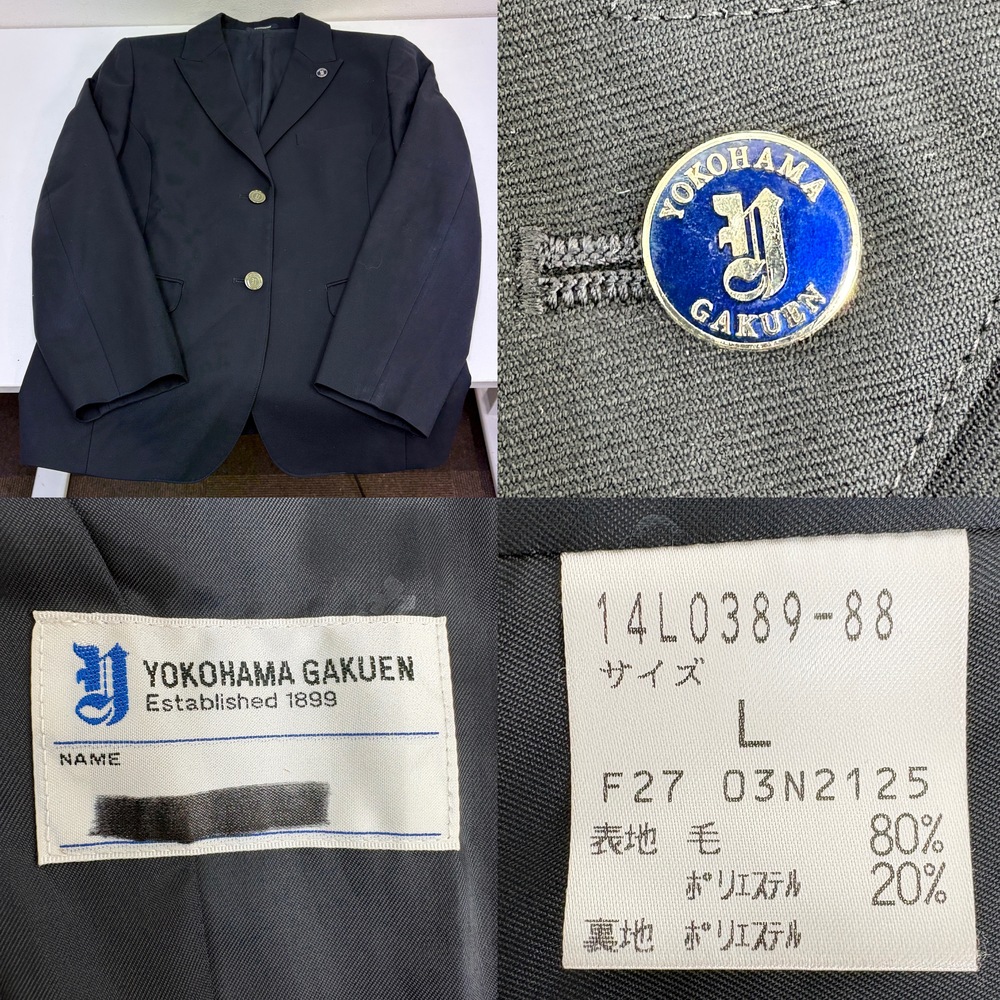 YOKOHAMA
Y
GAKUEN
Y YOKOHAMA GAKUEN
Established 1899
NAME
14L0389-88
サイズ
L
F27 03N2125
表地 毛 80%
ポリエステル 20%
裏地 ポリエステル